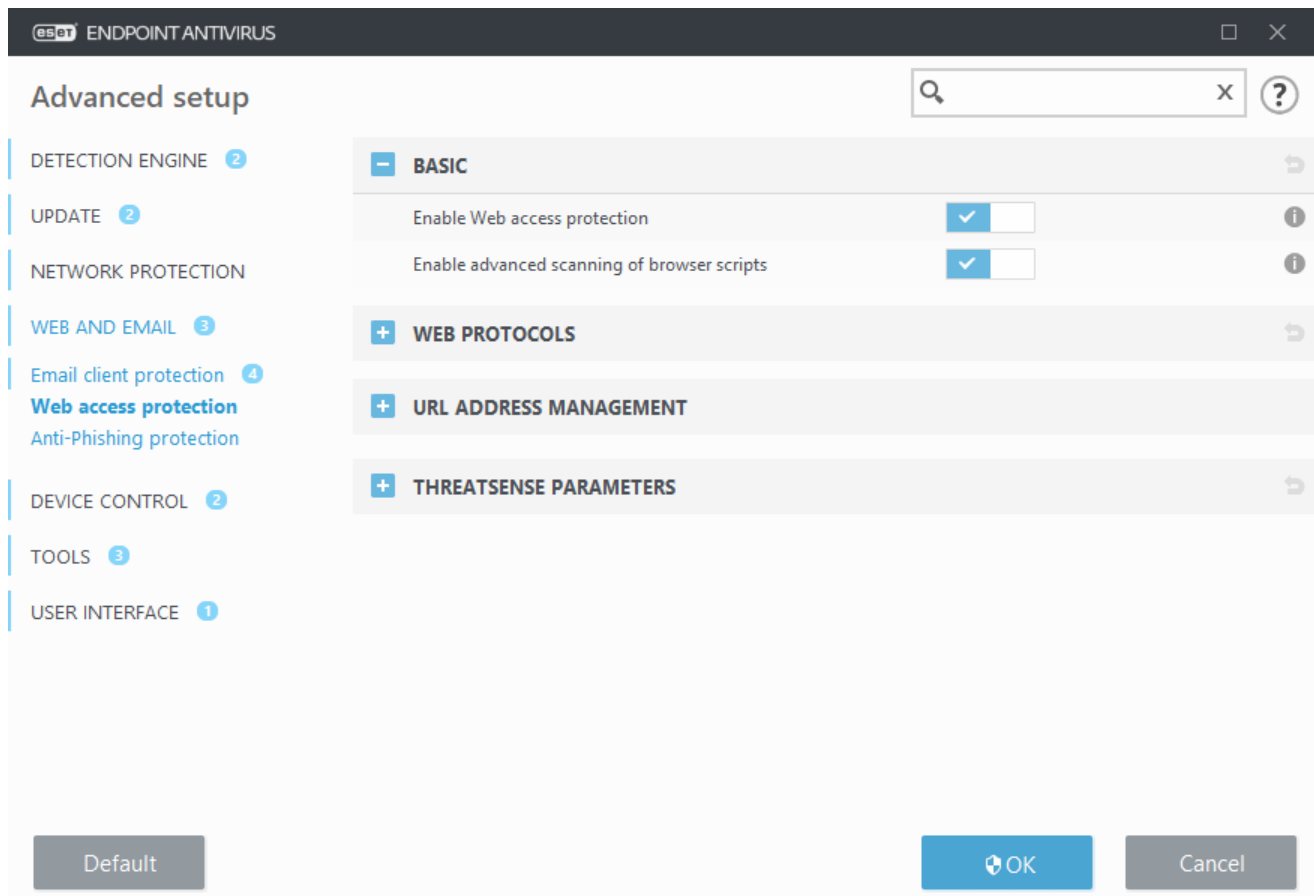 eset ENDPOINT ANTIVIRUS
Advanced setup
x ?
DETECTION ENGINE 2
UPDATE 2
NETWORK PROTECTION
WEB AND EMAIL 3
Email client protection 4
Web access protection
Anti-Phishing protection
DEVICE CONTROL 2
TOOLS 3
USER INTERFACE 1
BASIC
Enable Web access protection
Enable advanced scanning of browser scripts
WEB PROTOCOLS
URL ADDRESS MANAGEMENT
THREATSENSE PARAMETERS
Default
OK
Cancel